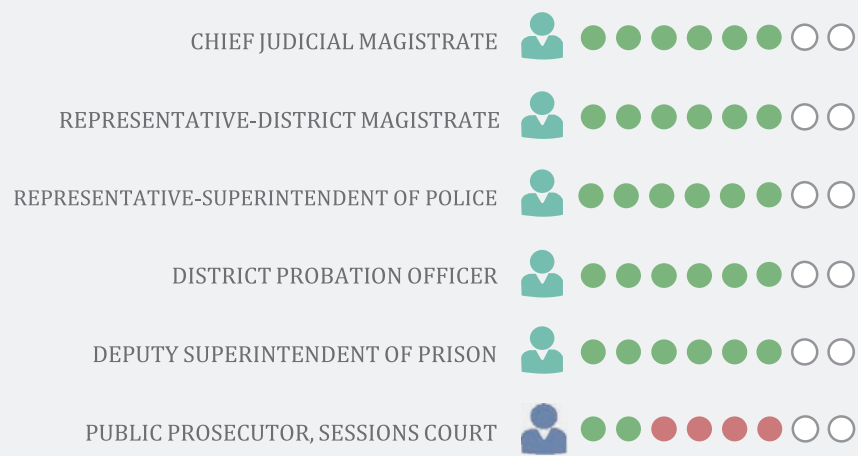 CHIEF JUDICIAL MAGISTRATE
REPRESENTATIVE-DISTRICT MAGISTRATE
REPRESENTATIVE-SUPERINTENDENT OF POLICE
DISTRICT PROBATION OFFICER
DEPUTY SUPERINTENDENT OF PRISON
PUBLIC PROSECUTOR, SESSIONS COURT